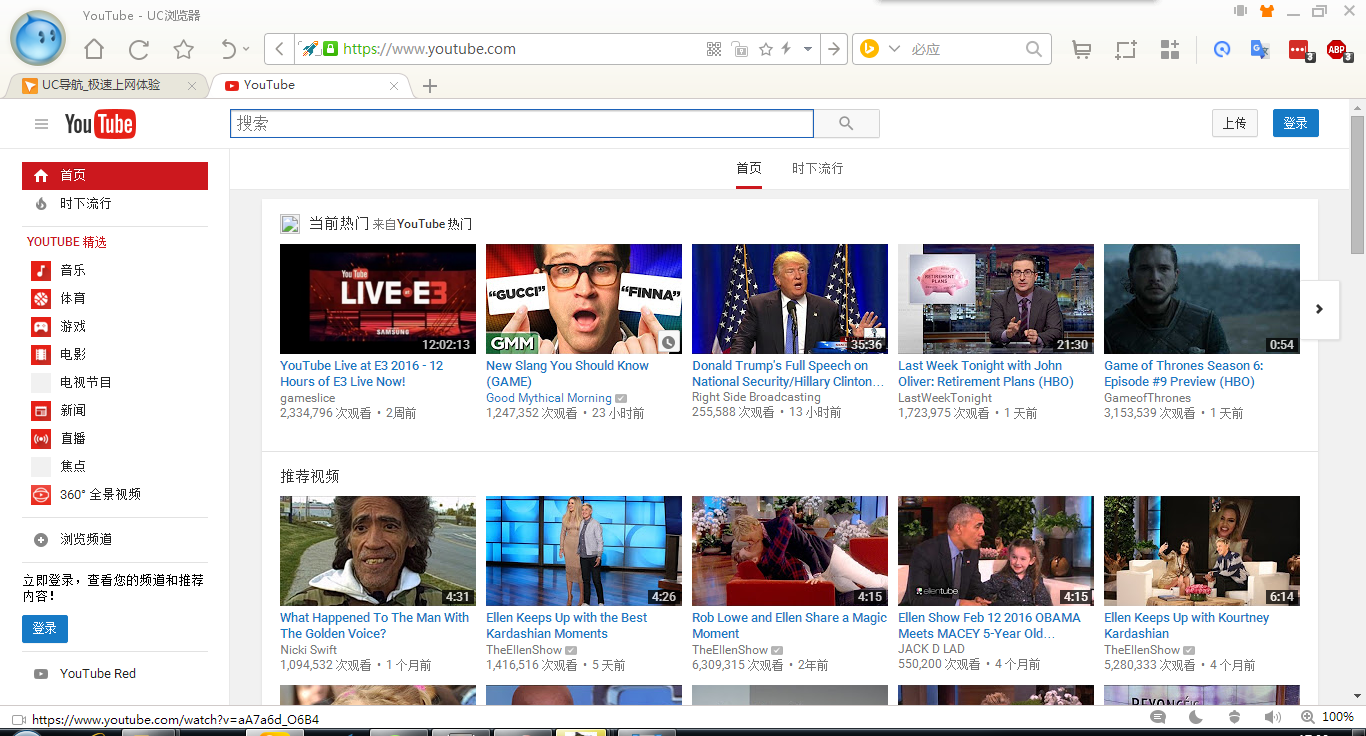 YouTube - UC浏览器
https://www.youtube.com
必应
3
ABP
3
UC导航_极速上网体验
YouTube
YouTube
搜索
上传
登录
首页
时下流行
首页
时下流行
YOUTUBE 精选
音乐
体育
游戏
电影
电视节目
新闻
直播
焦点
360° 全景视频
浏览频道
立即登录，查看您的频道和推荐
内容！
登录
YouTube Red
当前热门 来自YouTube 热门
YouTube
LIVE E3
SAMSUNG
12:02:13
YouTube Live at E3 2016 - 12
Hours of E3 Live Now!
gameslice
2,334,796 次观看 • 2周前
"GUCCI"
"FINNA"
GMM
New Slang You Should Know
(GAME)
Good Mythical Morning
1,247,352 次观看 • 23 小时前
35:36
Donald Trump's Full Speech on
National Security/Hillary Clinton...
Right Side Broadcasting
255,588 次观看 • 13 小时前
RETIREMENT
PLANS
21:30
Last Week Tonight with John
Oliver: Retirement Plans (HBO)
LastWeekTonight
1,723,975 次观看 • 1 天前
0:54
Game of Thrones Season 6:
Episode #9 Preview (HBO)
GameofThrones
3,153,539 次观看 • 1 天前
推荐视频
4:31
What Happened To The Man With
The Golden Voice?
Nicki Swift
1,094,532 次观看 • 1 个月前
4:26
Ellen Keeps Up with the Best
Kardashian Moments
TheEllenShow
1,416,516 次观看 • 5 天前
4:15
Rob Lowe and Ellen Share a Magic
Moment
TheEllenShow
6,309,315 次观看 • 2年前
ellentube
4:15
Ellen Show Feb 12 2016 OBAMA
Meets MACEY 5-Year Old...
JACK D LAD
550,200 次观看 • 4 个月前
6:14
Ellen Keeps Up with Kourtney
Kardashian
TheEllenShow
5,280,333 次观看 • 4 个月前
BEYONCÉ
https://www.youtube.com/watch?v=aA7a6d_O6B4
100%